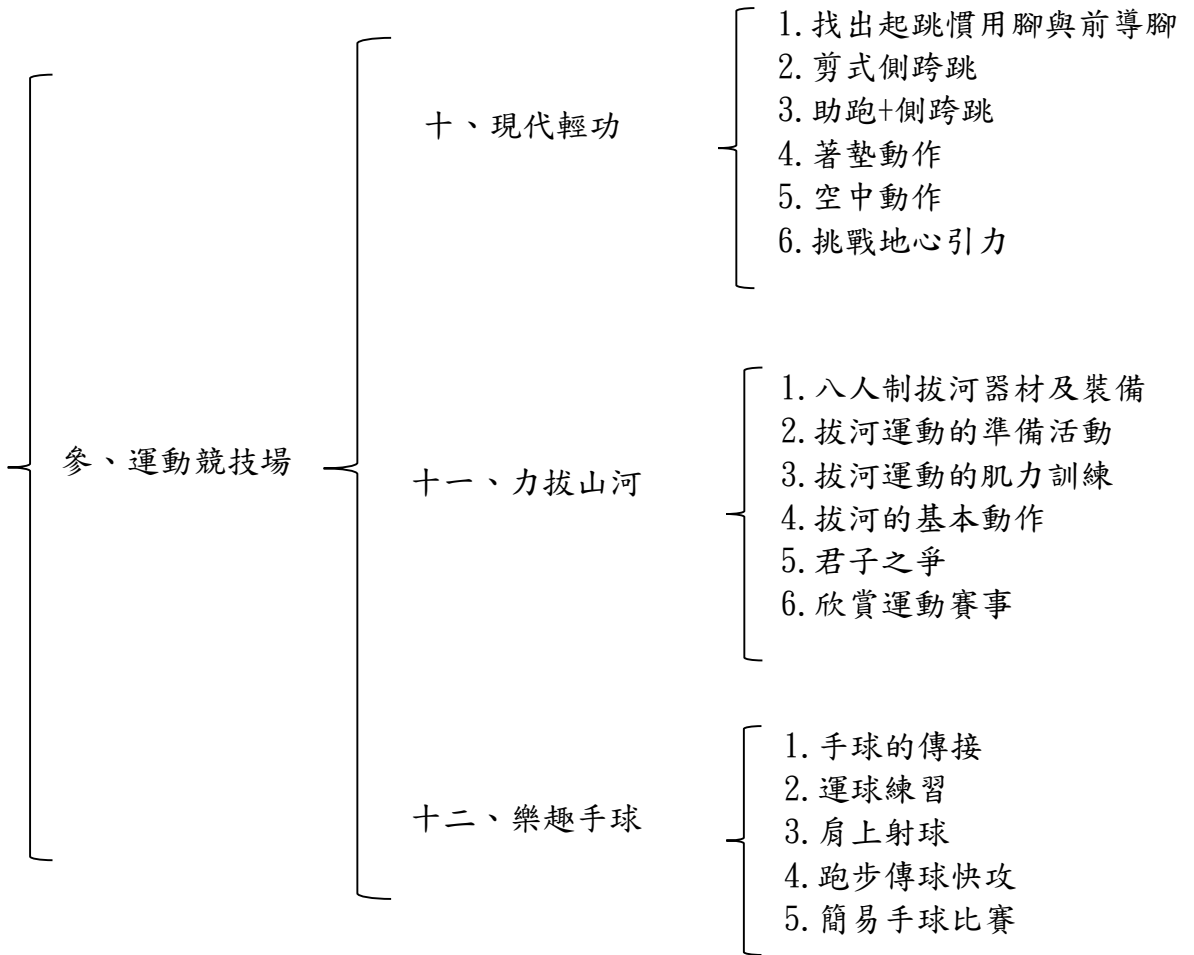 參、運動競技場
十、現代輕功
1.找出起跳慣用腳與前導腳
2.剪式側跨跳
3.助跑+側跨跳
4.著墊動作
5.空中動作
6.挑戰地心引力
十一、力拔山河
1.八人制拔河器材及裝備
2.拔河運動的準備活動
3.拔河運動的肌力訓練
4.拔河的基本動作
5.君子之爭
6.欣賞運動賽事
十二、樂趣手球
1.手球的傳接
2.運球練習
3.肩上射球
4.跑步傳球快攻
5.簡易手球比賽